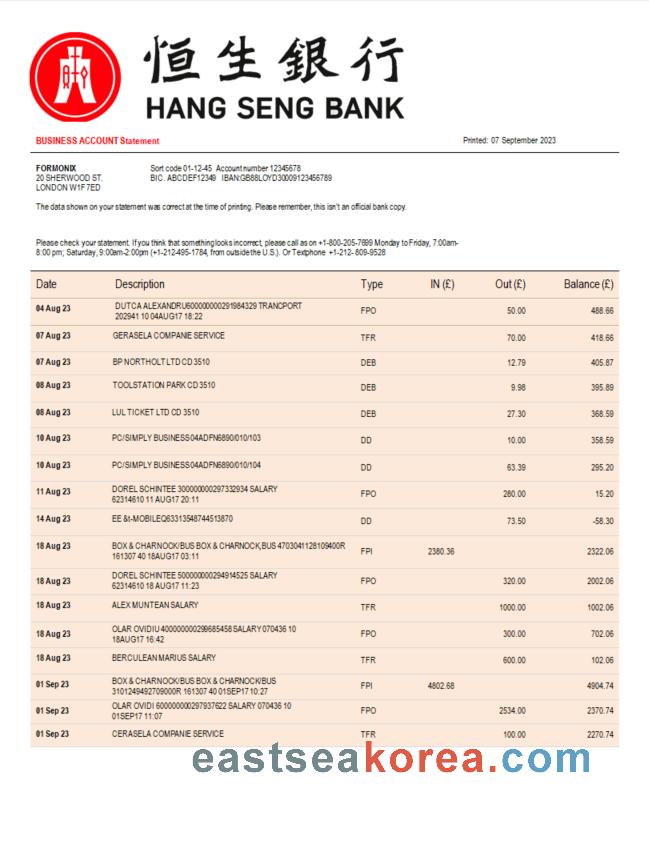 恒生銀行
HANG SENG BANK
BUSINESS ACCOUNT Statement Printed: 07 September 2023
FORMONIX Sort code 01-12-45 Account number 12345678
20 SHERWOOD ST. BIC. ABCDEF12349 IBAN:GB88LOYD30009123456789
LONDON W1F 7ED
The data shown on your statement was correct at the time of printing. Please remember, this isn't an official bank copy.
Please check your statement. If you think that something looks incorrect, please call as on +1-800-205-7699 Monday to Friday, 7:00am-
8:00 pm; Saturday, 9:00am-2:00pm (+1-212-495-1784, from outside the U.S.). Or Textphone +1-212- 809-9528
Date Description Type IN (£) Out (£) Balance (£)
04 Aug 23 DUTCA ALEXANDRU600000000291984329 TRANCPORT
202941 10 04AUG17 18:22 FPO 50.00 488.66
07 Aug 23 GERASELA COMPANIE SERVICE TFR 70.00 418.66
07 Aug 23 BP NORTHOLT LTD CD 3510 DEB 12.79 405.87
08 Aug 23 TOOLSTATION PARK CD 3510 DEB 9.98 395.89
08 Aug 23 LUL TICKET LTD CD 3510 DEB 27.30 368.59
10 Aug 23 PC/SIMPLY BUSINESS04ADFN6890/010/103 DD 10.00 358.59
10 Aug 23 PC/SIMPLY BUSINESS04ADFN6890/010/104 DD 63.39 295.20
11 Aug 23 DOREL SCHINTEE 300000000297332934 SALARY
62314610 11 AUG17 20:11 FPO 280.00 15.20
14 Aug 23 EE &t-MOBILEQ63313548744513870 DD 73.50 -58.30
18 Aug 23 BOX & CHARNOCK/BUS BOX & CHARNOCK,BUS 4703041128109400R
161307 40 18AUG17 03:11 FPI 2380.36 2322.06
18 Aug 23 DOREL SCHINTEE 500000000294914525 SALARY
62314610 18 AUG17 11:23 FPO 320.00 2002.06
18 Aug 23 ALEX MUNTEAN SALARY TFR 1000.00 1002.06
18 Aug 23 OLAR OVIDIU 400000000299685458 SALARY 070436 10
18AUG17 16:42 FPO 300.00 702.06
18 Aug 23 BERCULEAN MARIUS SALARY TFR 600.00 102.06
01 Sep 23 BOX & CHARNOCK/BUS BOX & CHARNOCK/BUS
3101249492709000R 161307 40 01SEP17 10:27 FPI 4802.68 4904.74
01 Sep 23 OLAR OVIDI 600000000297937622 SALARY 070436 10
01SEP17 11:07 FPO 2534.00 2370.74
01 Sep 23 CERASELA COMPANIE SERVICE TFR 100.00 2270.74
eastseakorea.com